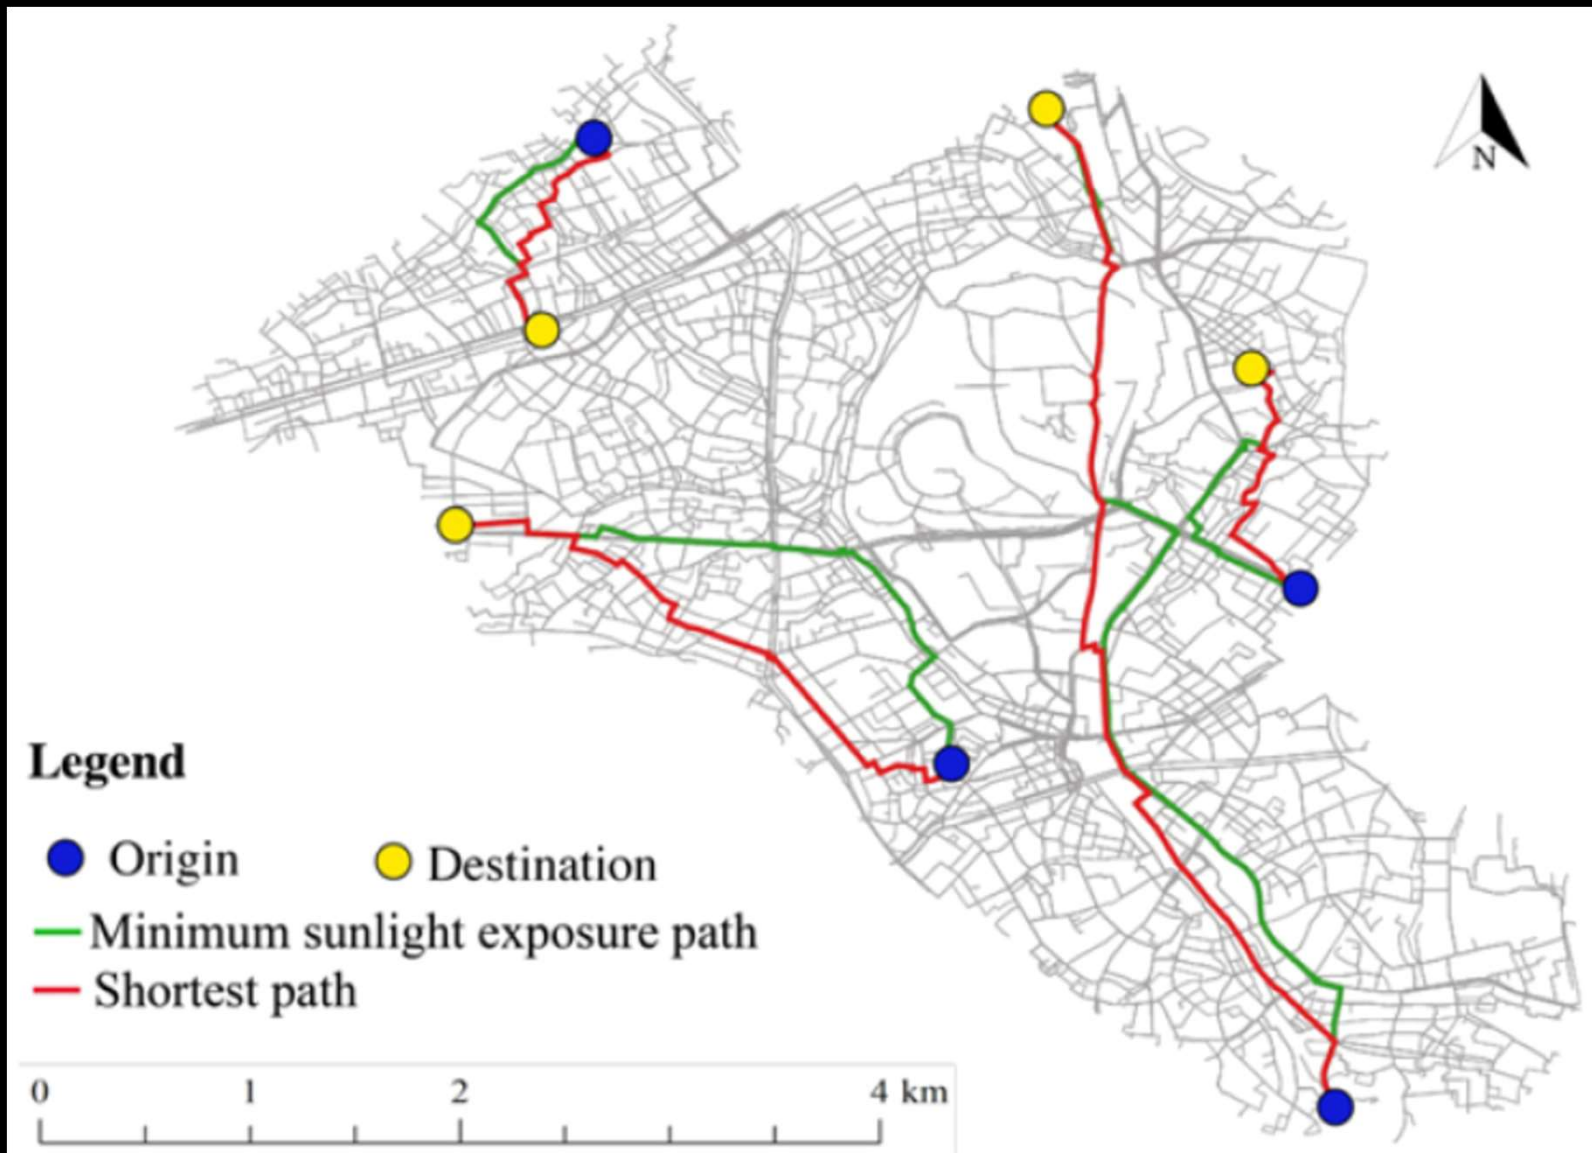 N
Legend
Origin
Destination
Minimum sunlight exposure path
Shortest path
0 1 2 4 km